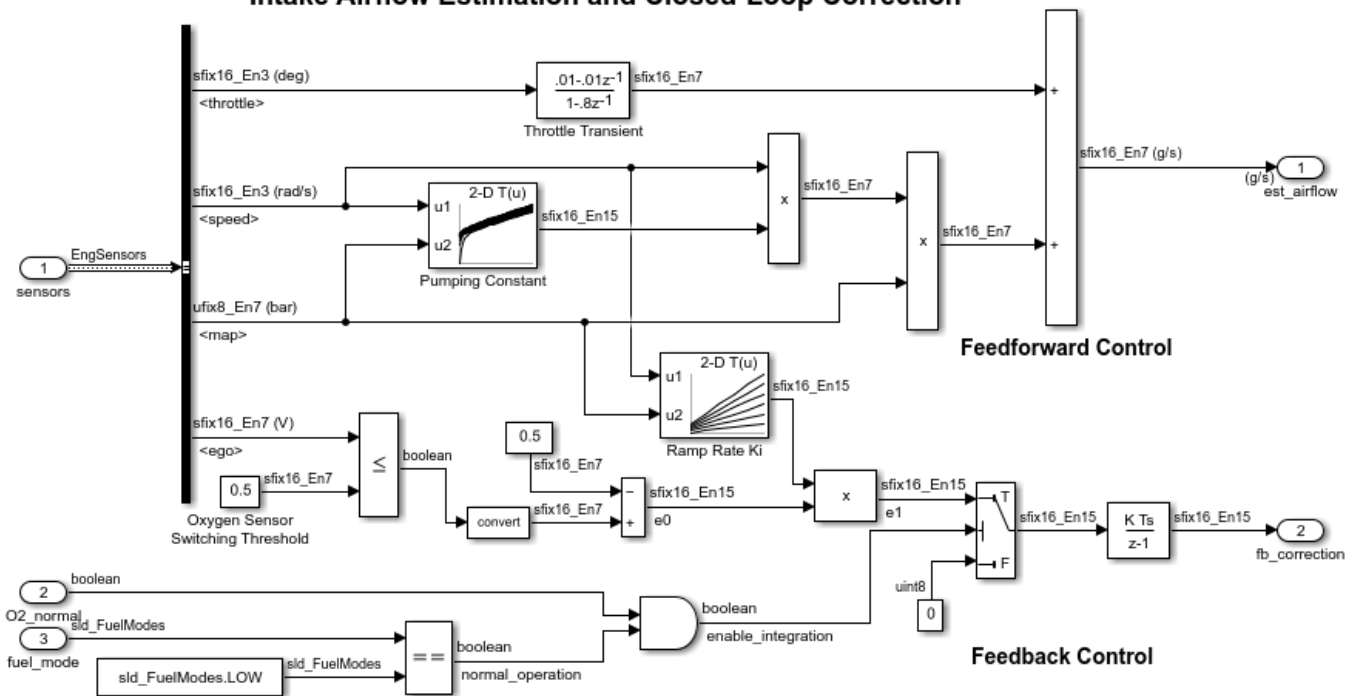 Intake Airflow Estimation and Closed-Loop Correction
sfix16_En3 (deg)
<throttle>
.01-.01z-1
1-.8z-1
Throttle Transient
sfix16_En7
+
sfix16_En3 (rad/s)
<speed>
2-D T(u)
u1
u2
Pumping Constant
sfix16_En15
x
sfix16_En7
x
sfix16_En7
+
sfix16_En7 (g/s)
(g/s)
1
est_airflow
EngSensors
1
sensors
ufix8_En7 (bar)
<map>
Feedforward Control
2-D T(u)
u1
u2
Ramp Rate Ki
sfix16_En15
sfix16_En7 (V)
<ego>
0.5
sfix16_En7
Oxygen Sensor
Switching Threshold
≤
boolean
convert
sfix16_En7
0.5
sfix16_En7
−
+
sfix16_En15
e0
x
sfix16_En15
e1
T
F
uint8
0
sfix16_En15
K Ts
z-1
sfix16_En15
2
fb_correction
boolean
2
O2_normal
sld_FuelModes
3
fuel_mode
sld_FuelModes.LOW
sld_FuelModes
==
boolean
normal_operation
boolean
enable_integration
Feedback Control